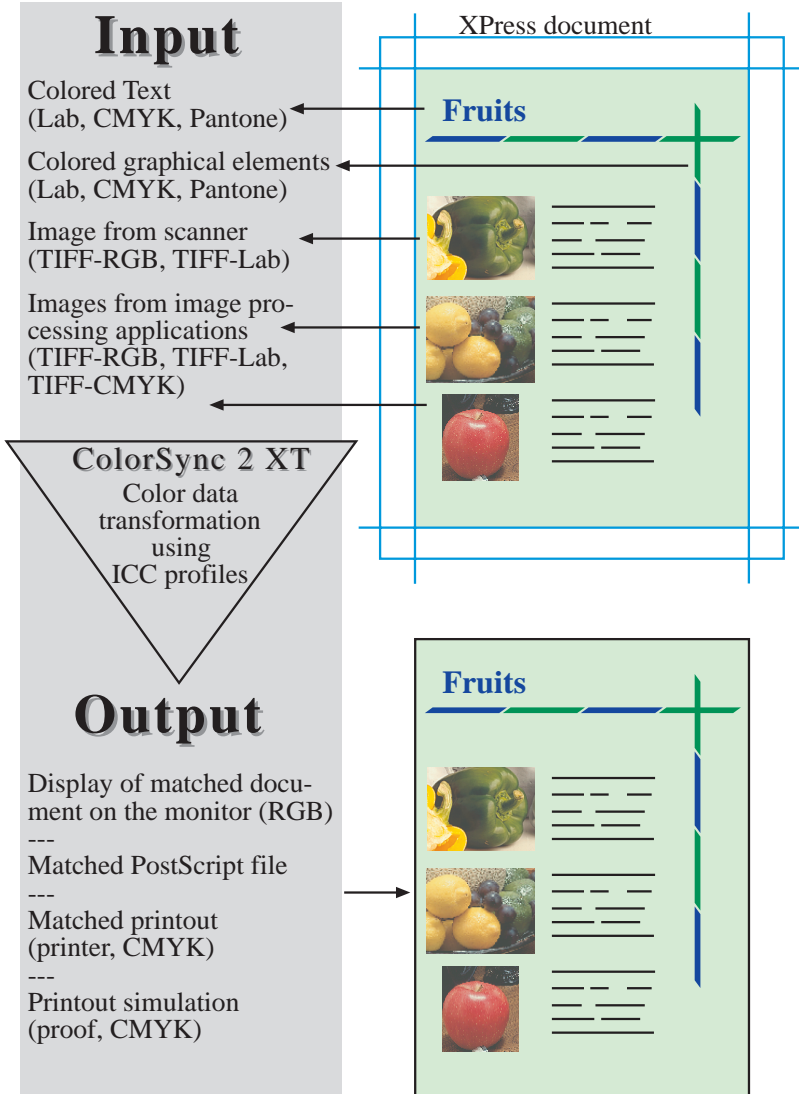 Input
XPress document
Colored Text
(Lab, CMYK, Pantone)
Fruits
Colored graphical elements
(Lab, CMYK, Pantone)
Image from scanner
(TIFF-RGB, TIFF-Lab)
Images from image pro-
cessing applications
(TIFF-RGB, TIFF-Lab,
TIFF-CMYK)
ColorSync 2 XT
Color data
transformation
using
ICC profiles
Output
Fruits
Display of matched docu-
ment on the monitor (RGB)
---
Matched PostScript file
---
Matched printout
(printer, CMYK)
---
Printout simulation
(proof, CMYK)